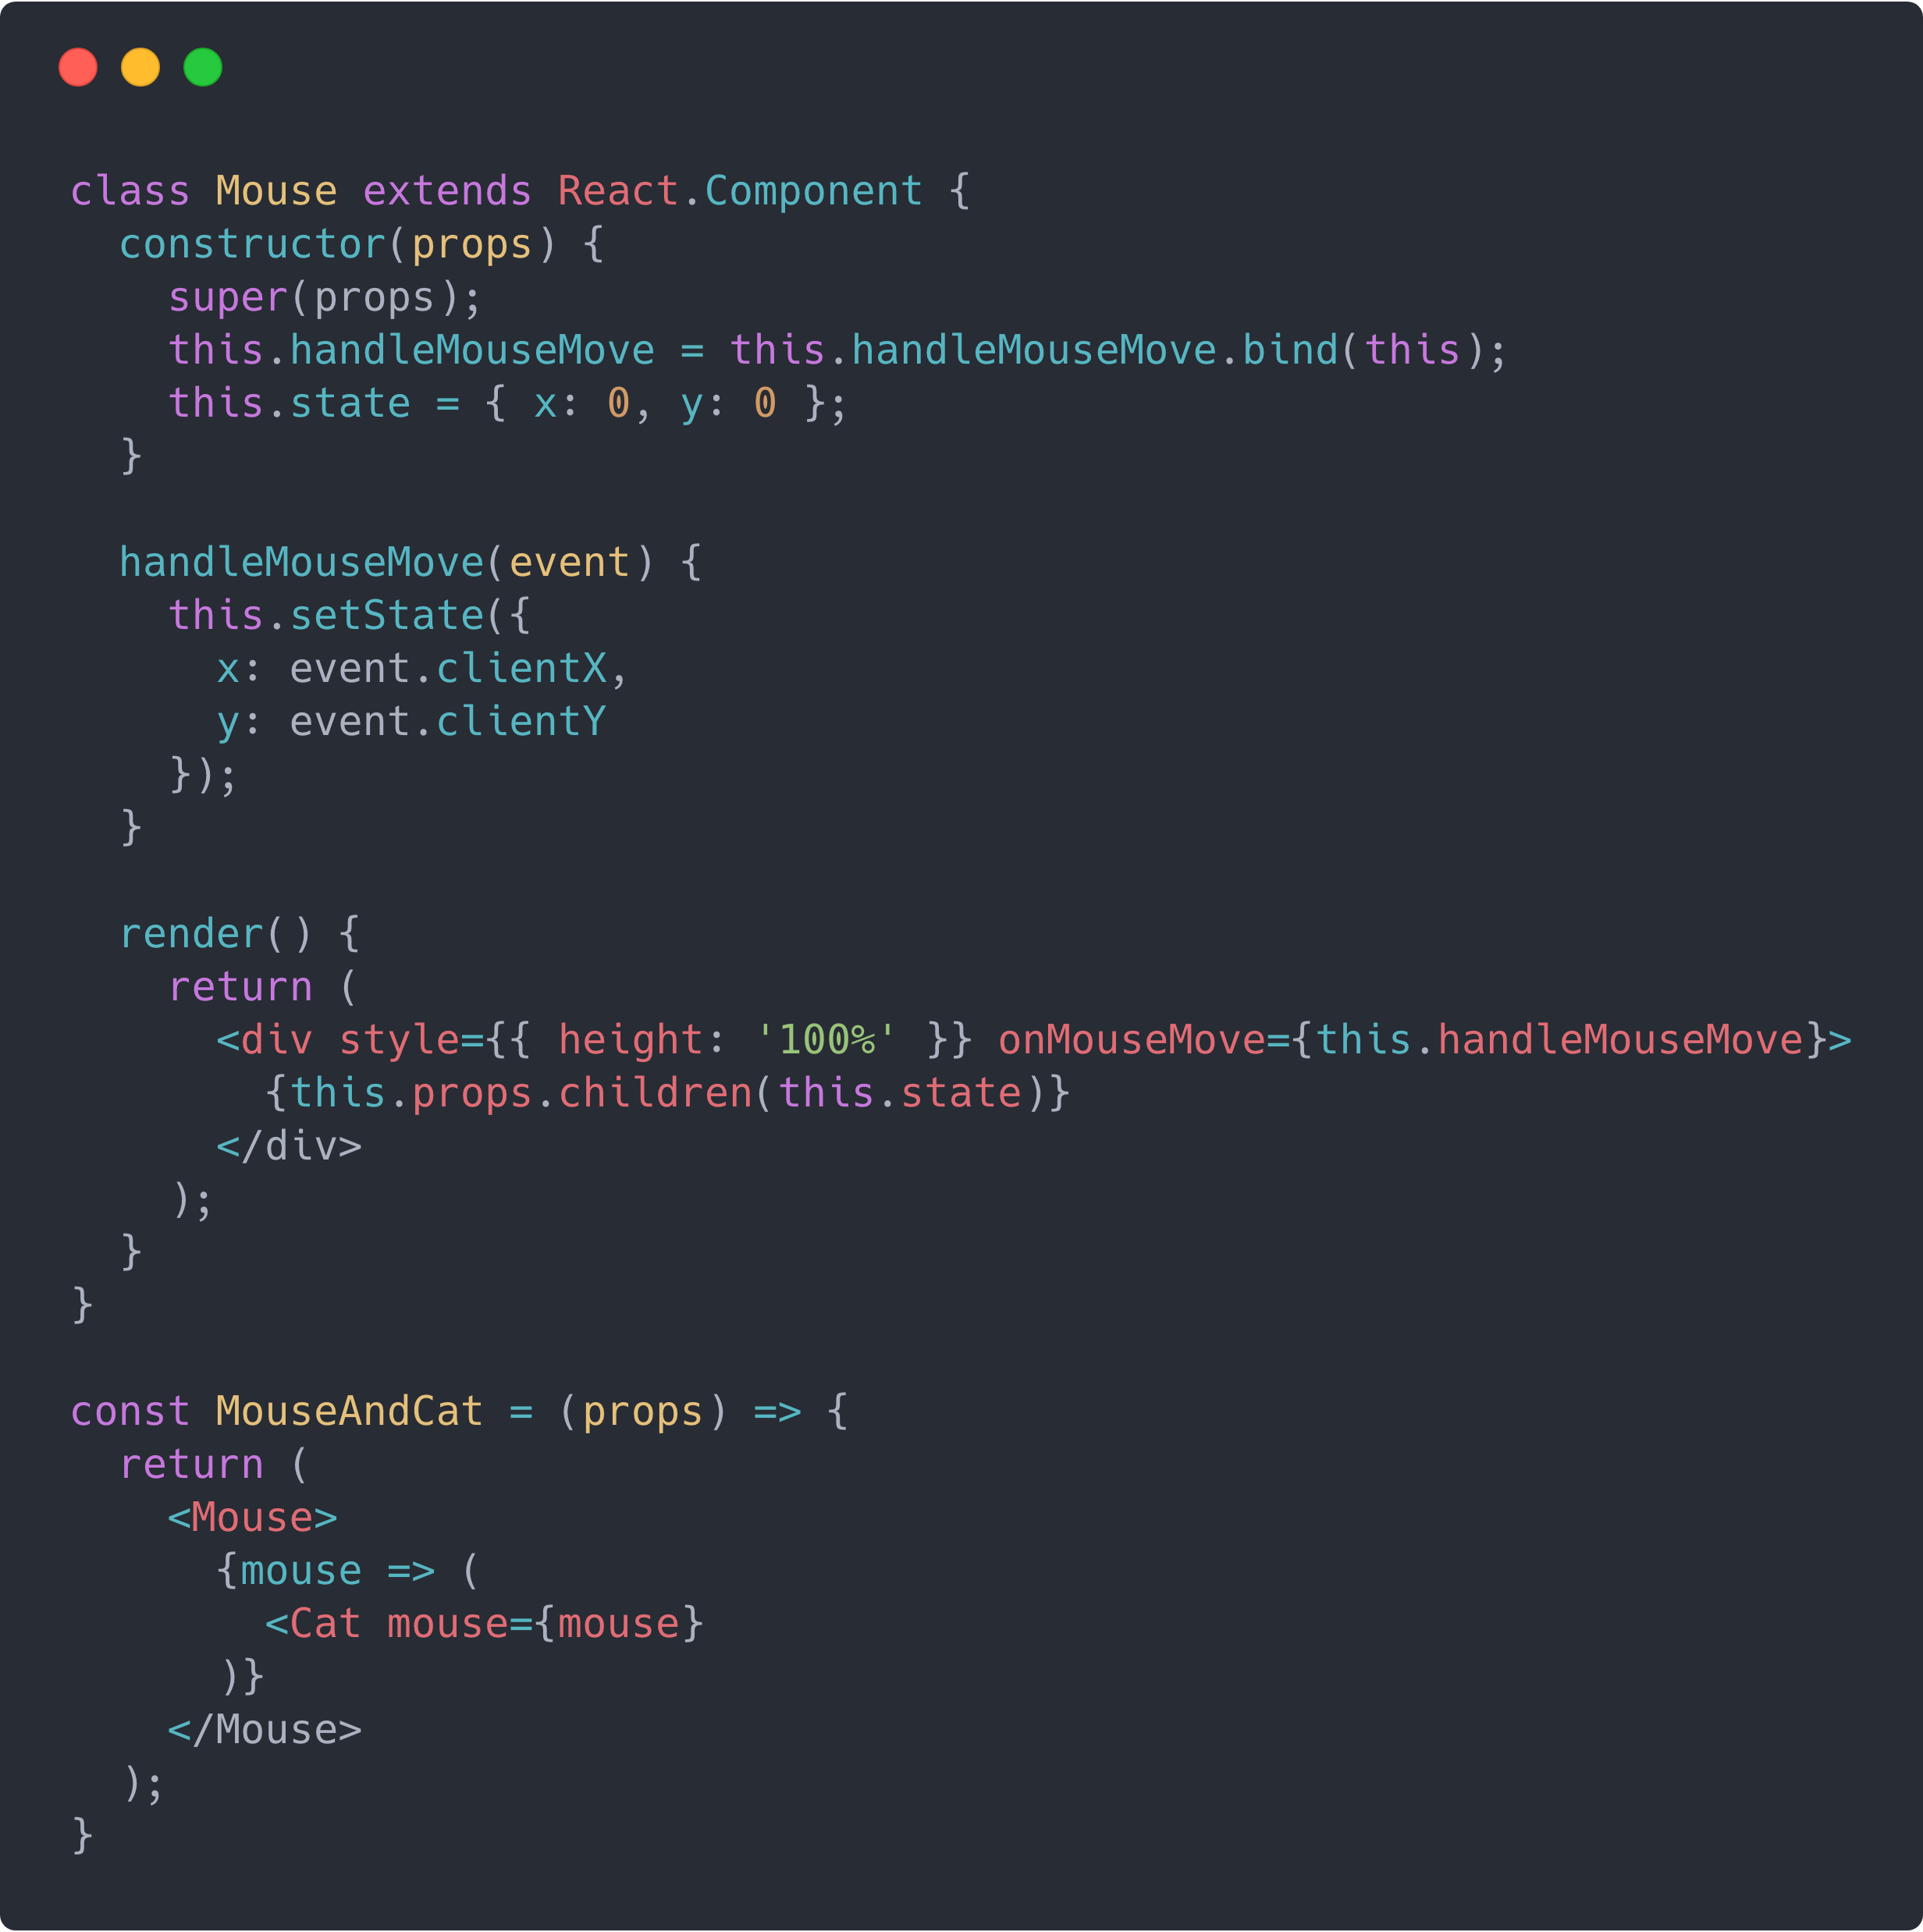 class Mouse extends React.Component {
  constructor(props) {
    super(props);
    this.handleMouseMove = this.handleMouseMove.bind(this);
    this.state = { x: 0, y: 0 };
  }

  handleMouseMove(event) {
    this.setState({
      x: event.clientX,
      y: event.clientY
    });
  }


  render() {
    return (
      <div style={{ height: '100%' }} onMouseMove={this.handleMouseMove}>
        {this.props.children(this.state)}
      </div>
    );
  }
}

const MouseAndCat = (props) => {
  return (
    <Mouse>
      {mouse => (
        <Cat mouse={mouse}
      )}
    </Mouse>
  );
}